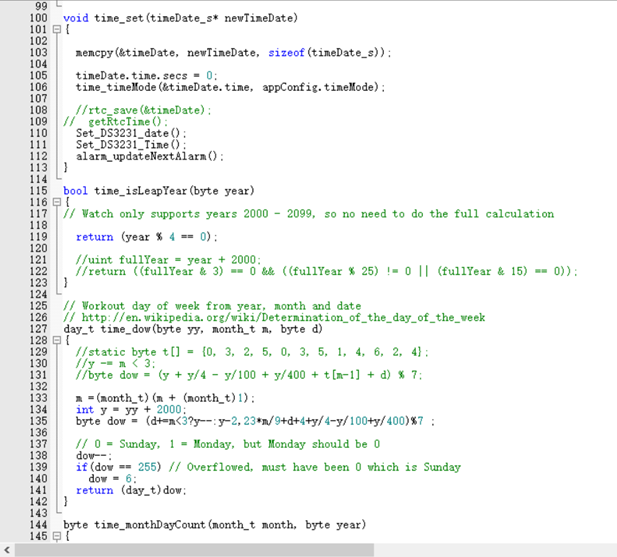 99
100 void time_set(timeDate_s* newTimeDate)
101 {
102
103 memcpy(&timeDate, newTimeDate, sizeof(timeDate_s));
104
105 timeDate.time.secs = 0;
106 time_timeMode(&timeDate.time, appConfig.timeMode);
107
108 //rtc_save(&timeDate);
109 // getRtcTime();
110 Set_DS3231_date();
111 Set_DS3231_Time();
112 alarm_updateNextAlarm();
113 }
114
115 bool time_isLeapYear(byte year)
116 {
117 // Watch only supports years 2000 - 2099, so no need to do the full calculation
118
119 return (year % 4 == 0);
120
121 //uint fullYear = year + 2000;
122 //return ((fullYear & 3) == 0 && ((fullYear % 25) != 0 || (fullYear & 15) == 0));
123 }
124
125 // Workout day of week from year, month and date
126 // http://en.wikipedia.org/wiki/Determination_of_the_day_of_the_week
127 day_t time_dow(byte yy, month_t m, byte d)
128 {
129 //static byte t[] = {0, 3, 2, 5, 0, 3, 5, 1, 4, 6, 2, 4};
130 //y -= m < 3;
131 //byte dow = (y + y/4 - y/100 + y/400 + t[m-1] + d) % 7;
132
133 m =(month_t)(m + (month_t)1);
134 int y = yy + 2000;
135 byte dow = (d+=m<3?y--:y-2,23*m/9+d+4+y/4-y/100+y/400)%7 ;
136
137 // 0 = Sunday, 1 = Monday, but Monday should be 0
138 dow--;
139 if(dow == 255) // Overflowed, must have been 0 which is Sunday
140 dow = 6;
141 return (day_t)dow;
142 }
143
144 byte time_monthDayCount(month_t month, byte year)
145 {